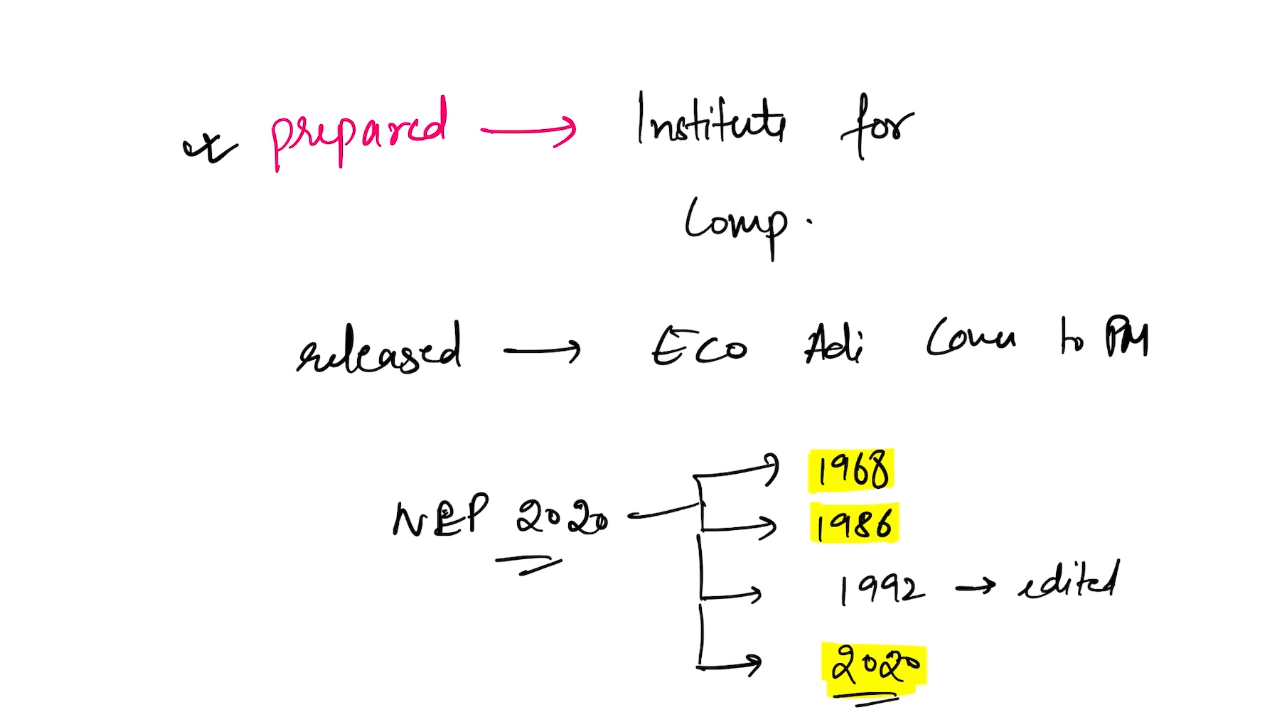 prepared → Institute for
Comp.
released → Eco Adi Coun to PM
NEP 2020
1968
1986
1992 → edited
2020